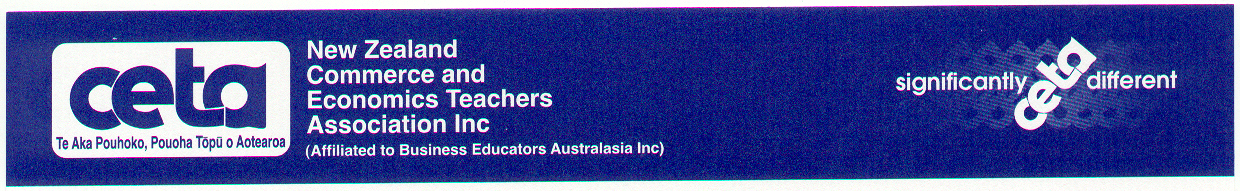 ceta
Te Aka Pouhoko, Pouoha Tōpū o Aotearoa
New Zealand
Commerce and
Economics Teachers
Association Inc
(Affiliated to Business Educators Australasia Inc)
significantly ceta different